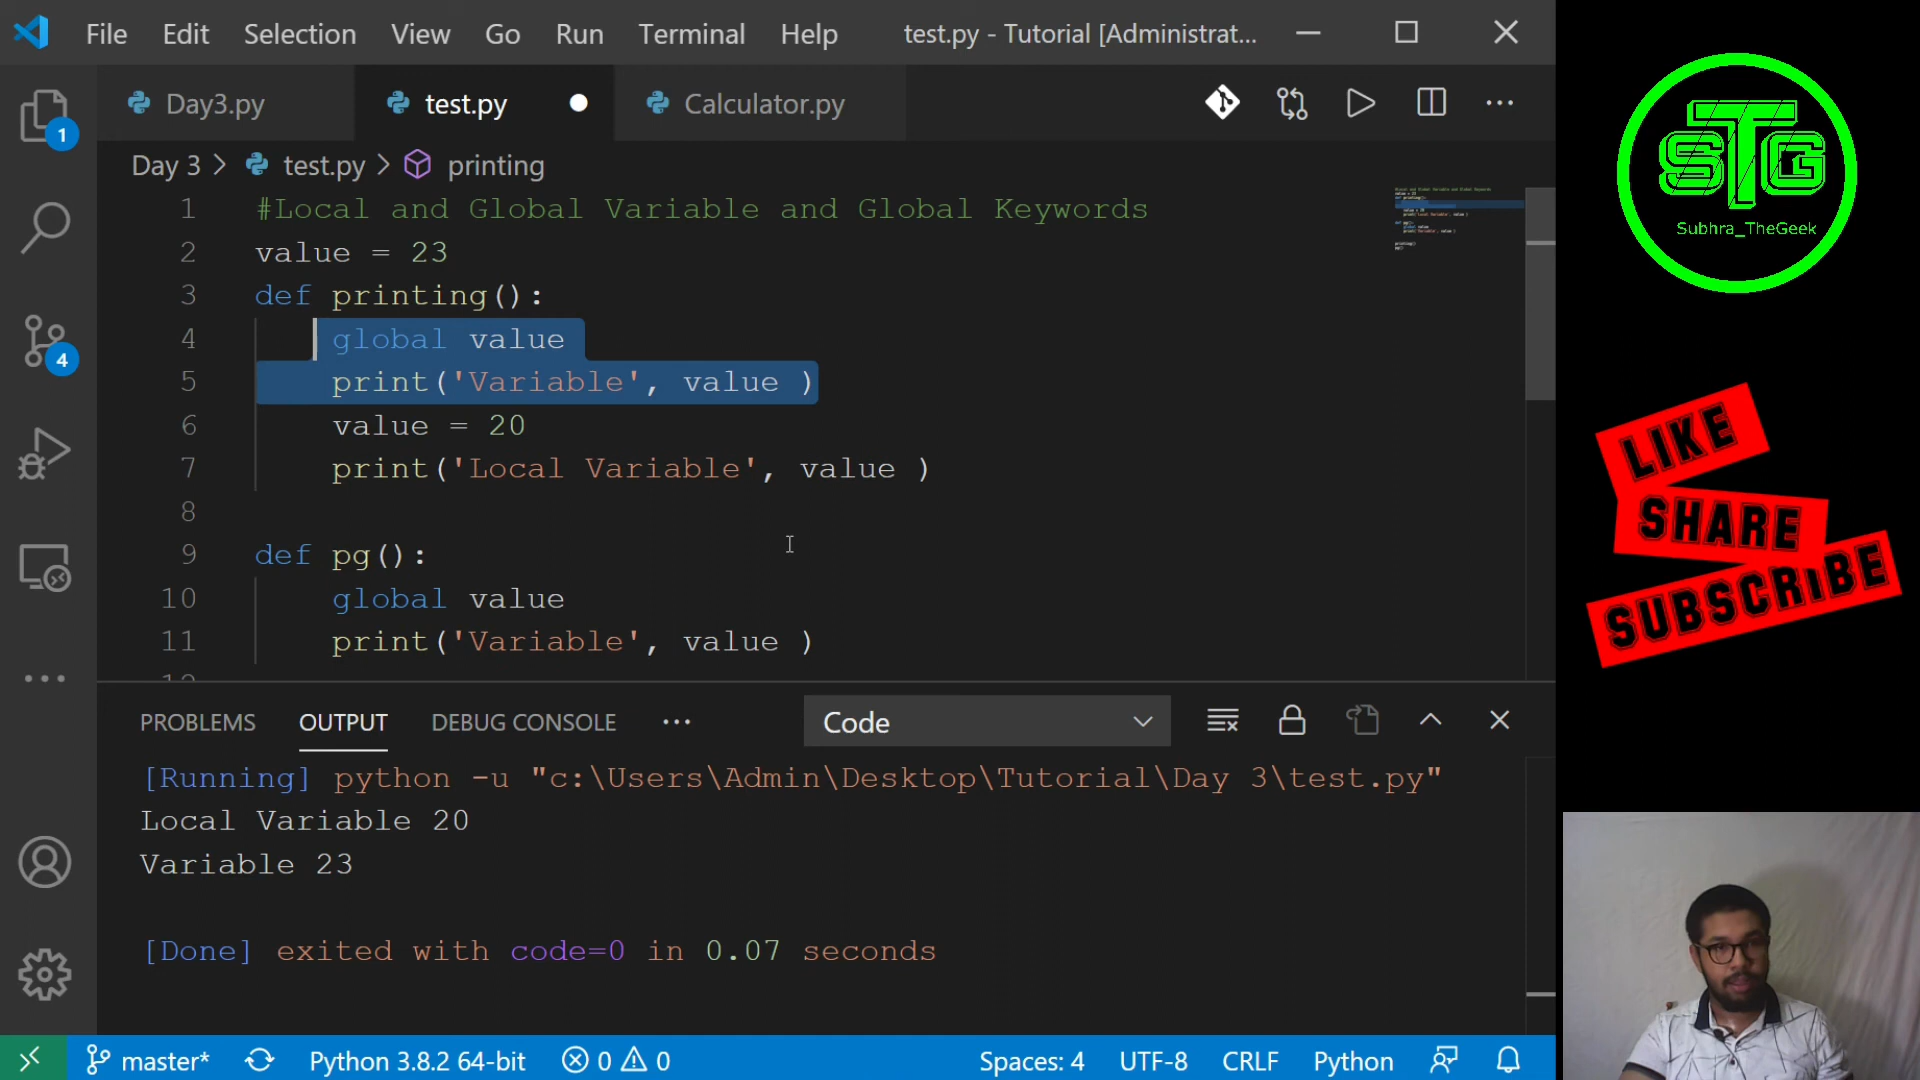 File Edit Selection View Go Run Terminal Help test.py - Tutorial [Administrat...
Day3.py test.py Calculator.py
Day 3 > test.py > printing
1 #Local and Global Variable and Global Keywords
2 value = 23
3 def printing():
4 global value
5 print('Variable', value )
6 value = 20
7 print('Local Variable', value )
8
9 def pg():
10 global value
11 print('Variable', value )
PROBLEMS OUTPUT DEBUG CONSOLE ... Code
[Running] python -u "c:\Users\Admin\Desktop\Tutorial\Day 3\test.py"
Local Variable 20
Variable 23
[Done] exited with code=0 in 0.07 seconds
master* Python 3.8.2 64-bit 0 0 Spaces: 4 UTF-8 CRLF Python
1
4
STG
Subhra_TheGeek
LIKE
SHARE
SUBSCRIBE